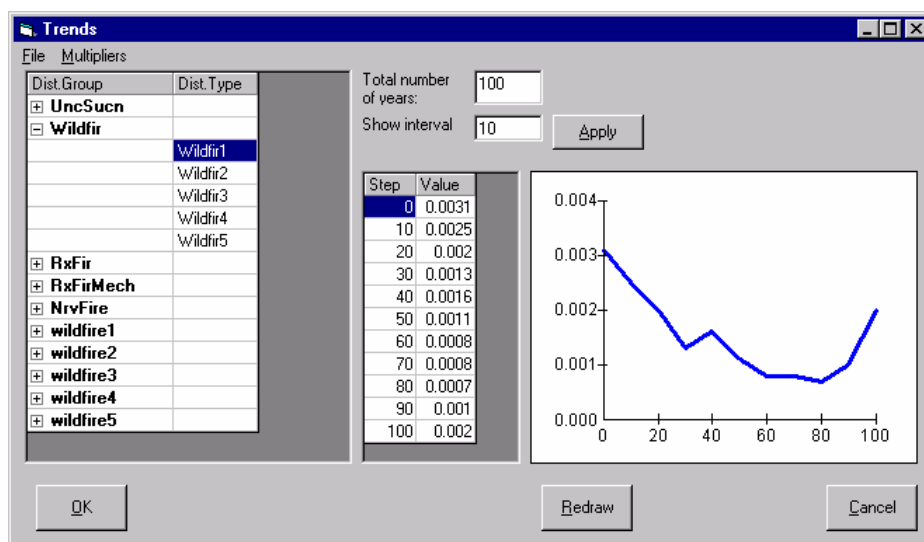 Trends
File Multipliers
Dist.Group Dist.Type
UncSucn
Wildfir
Wildfir1
Wildfir2
Wildfir3
Wildfir4
Wildfir5
RxFir
RxFirMech
NrvFire
wildfire1
wildfire2
wildfire3
wildfire4
wildfire5
Total number
of years:
100
Show interval
10
Apply
Step Value
0 0.0031
10 0.0025
20 0.002
30 0.0013
40 0.0016
50 0.0011
60 0.0008
70 0.0008
80 0.0007
90 0.001
100 0.002
0.004
0.003
0.002
0.001
0.000
0 20 40 60 80 100
OK
Redraw
Cancel